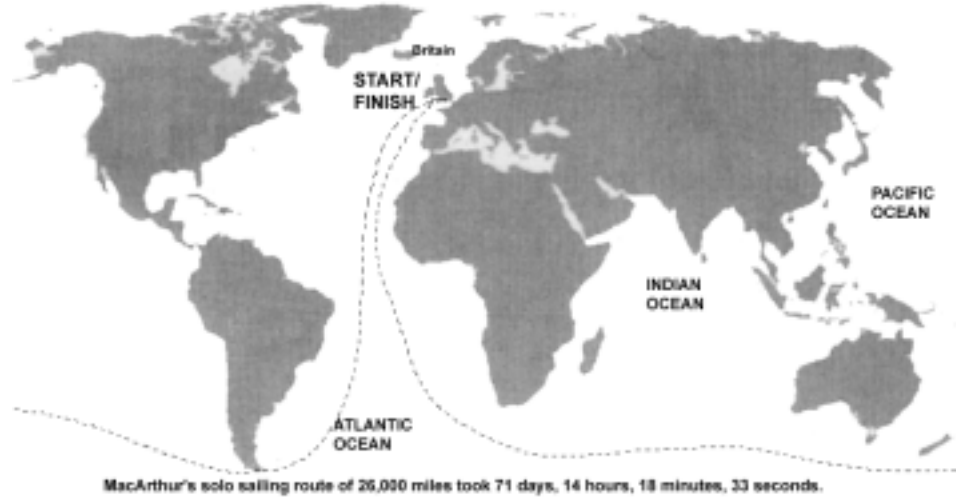 Britain
START/
FINISH
PACIFIC
OCEAN
INDIAN
OCEAN
ATLANTIC
OCEAN
MacArthur's solo sailing route of 26,000 miles took 71 days, 14 hours, 18 minutes, 33 seconds.